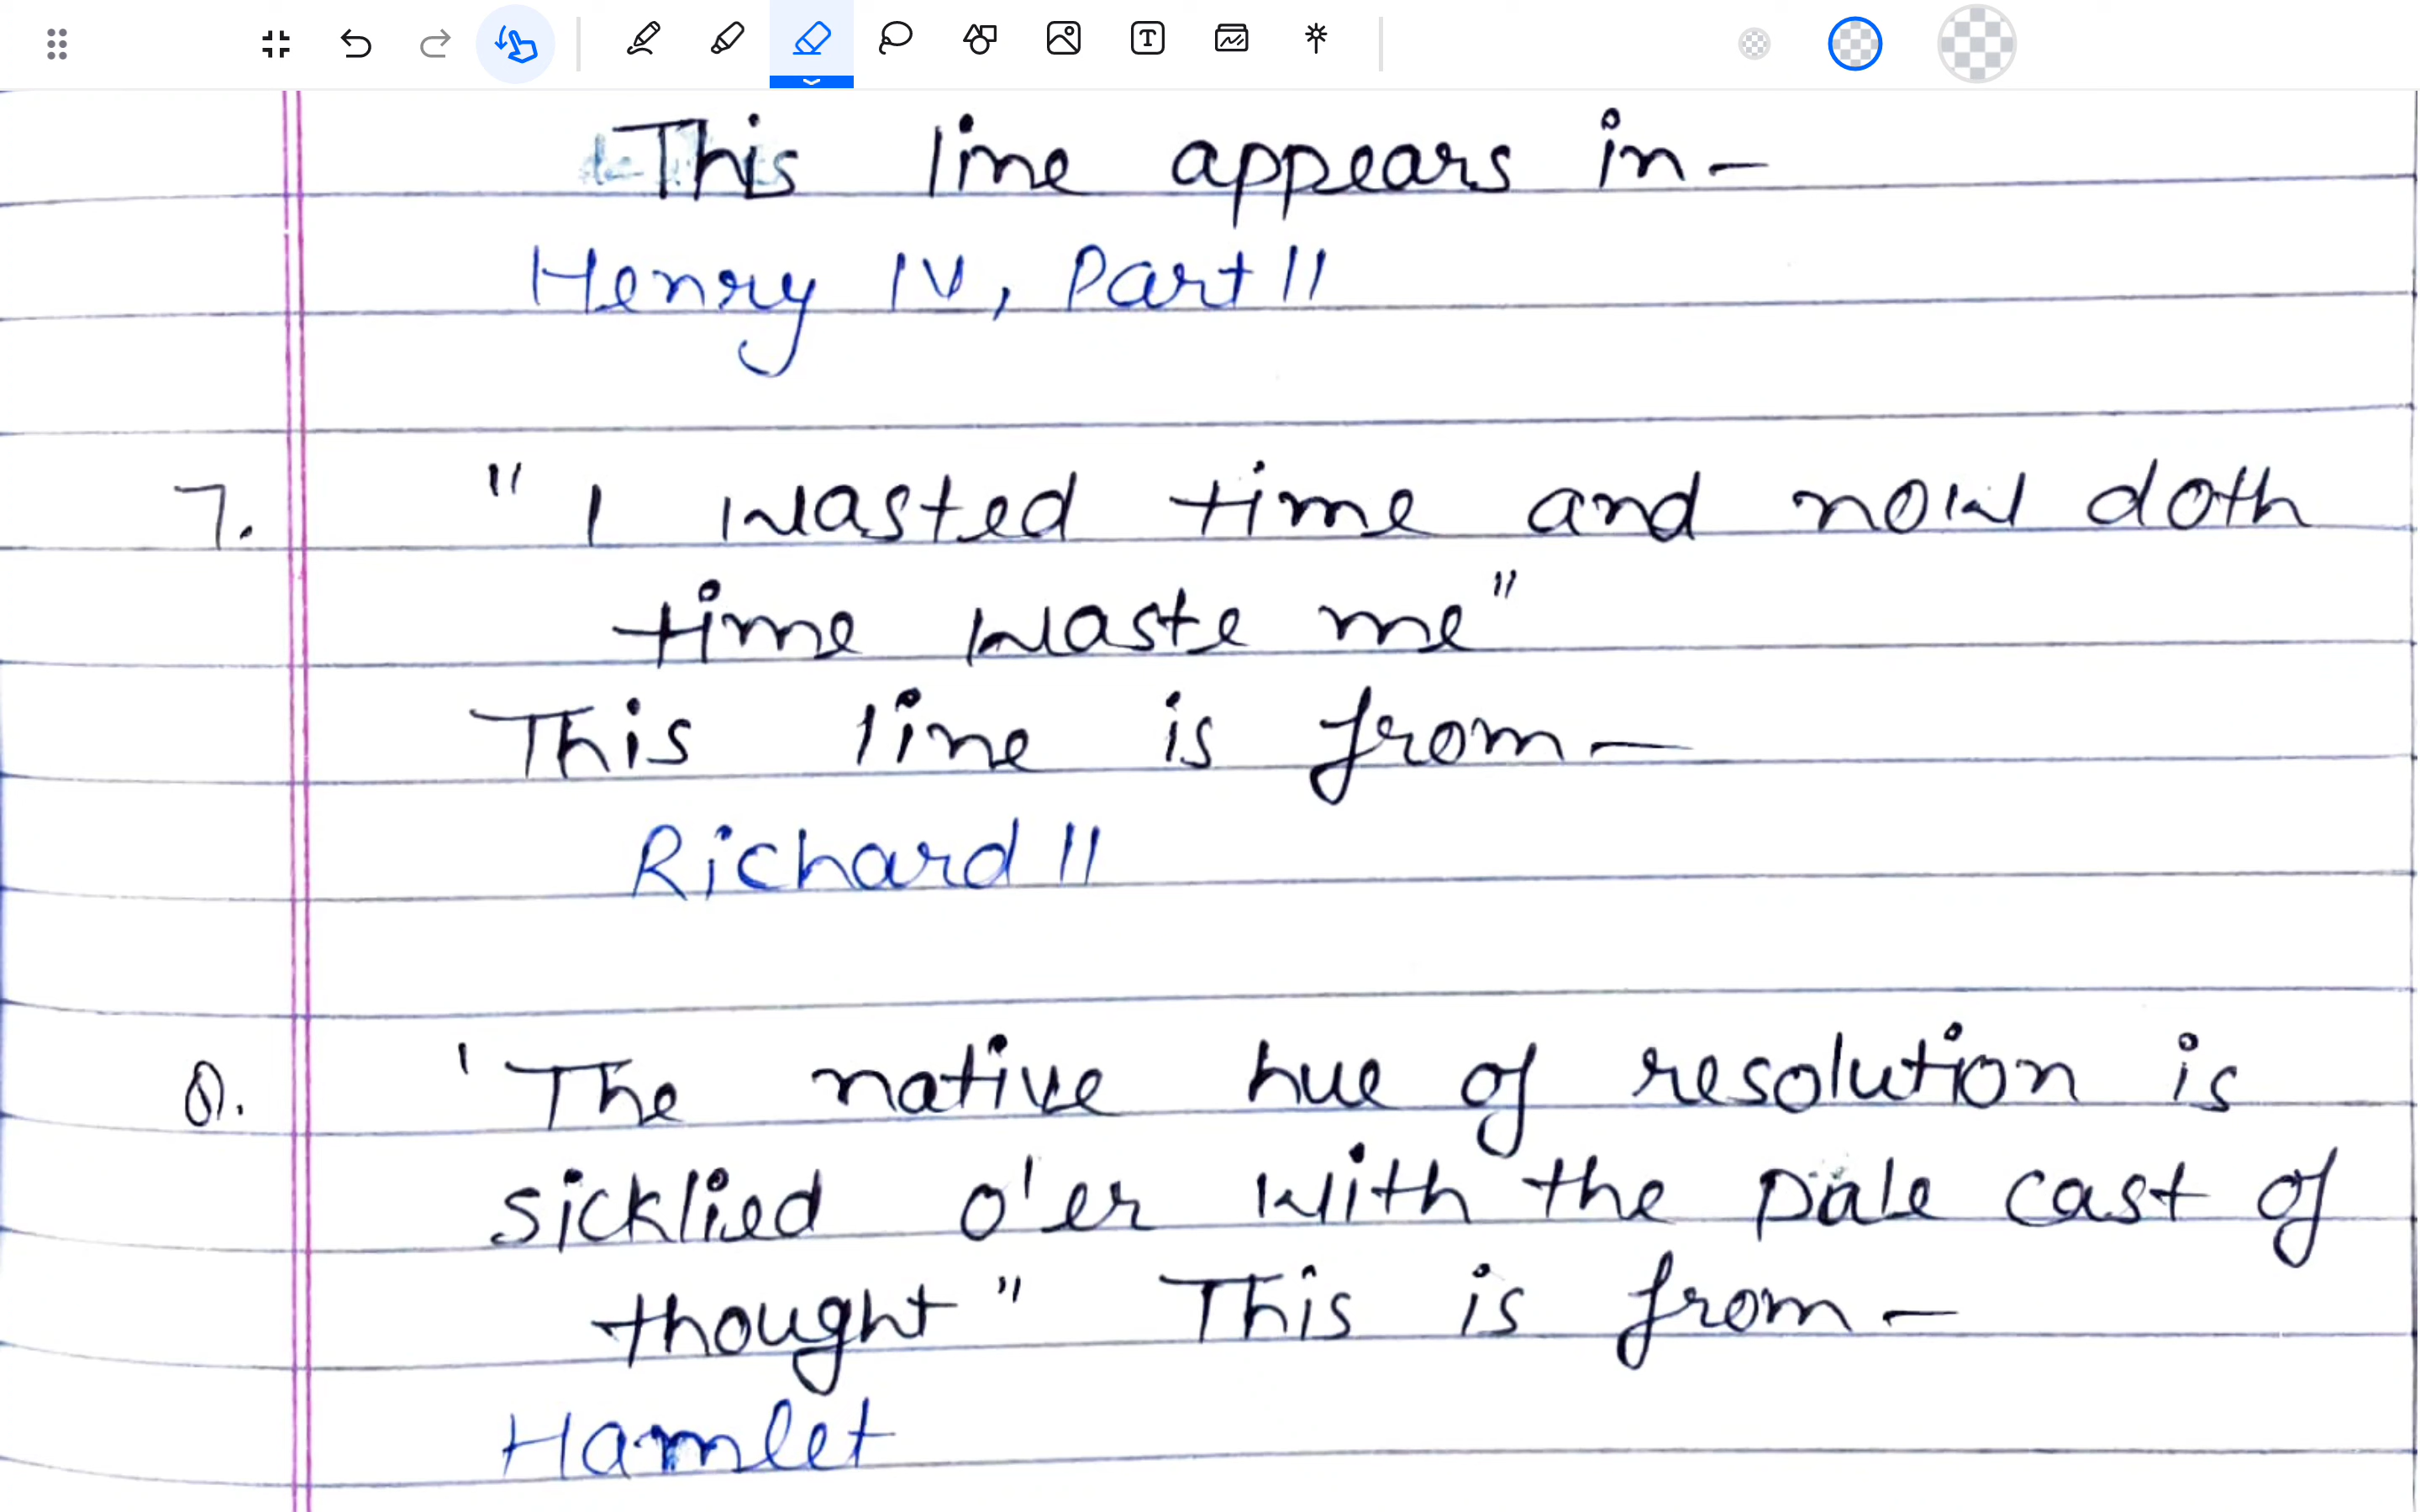 This line appears in-
Henry IV, Part II
7. "I wasted time and now doth
time waste me"
This line is from-
Richard II
8. 'The native hue of resolution is
sicklied o'er with the pale cast of
thought" This is from-
Hamlet